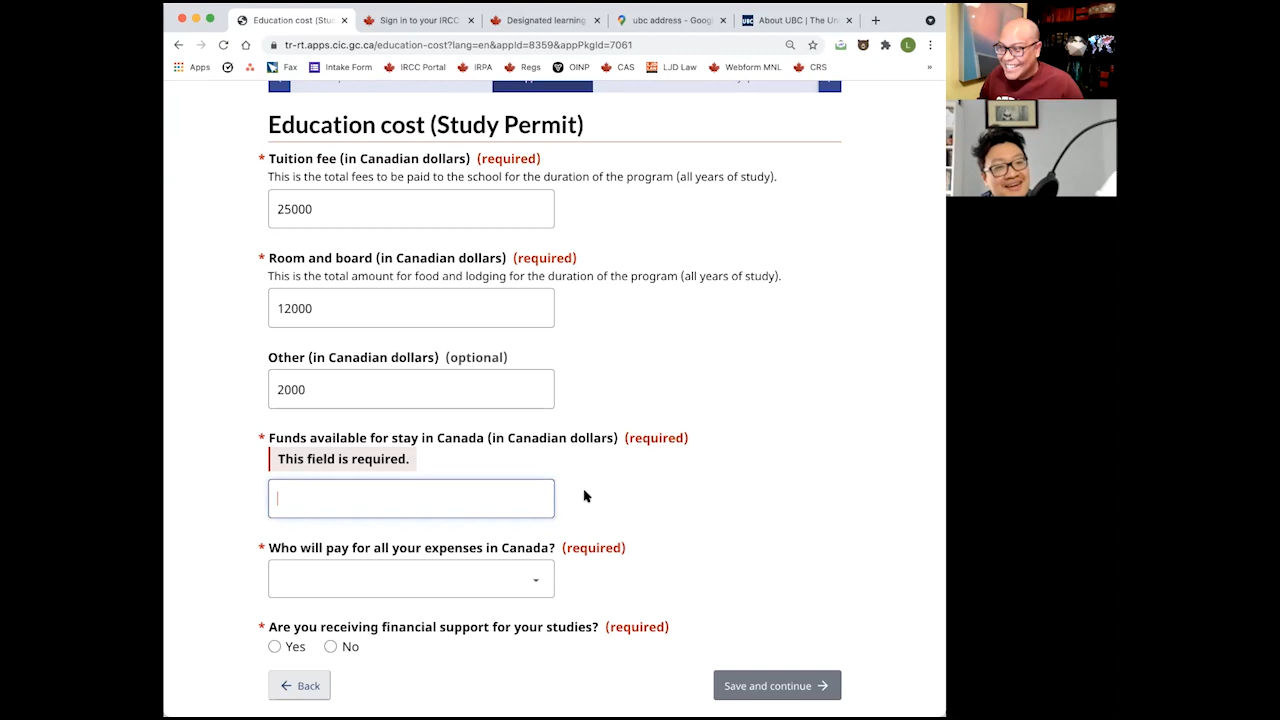 Education cost (Stud
Sign in to your IRCC
Designated learning
ubc address - Goog
UBC
About UBC | The Un
tr-rt.apps.cic.gc.ca/education-cost?lang=en&appId=8359&appPkgId=7061
L
Apps
Fax
Intake Form
IRCC Portal
IRPA
Regs
OINP
CAS
LJD Law
Webform MNL
CRS
»
Education cost (Study Permit)
* Tuition fee (in Canadian dollars) (required)
This is the total fees to be paid to the school for the duration of the program (all years of study).
25000
* Room and board (in Canadian dollars) (required)
This is the total amount for food and lodging for the duration of the program (all years of study).
12000
Other (in Canadian dollars) (optional)
2000
* Funds available for stay in Canada (in Canadian dollars) (required)
This field is required.
* Who will pay for all your expenses in Canada? (required)
* Are you receiving financial support for your studies? (required)
Yes No
Back
Save and continue